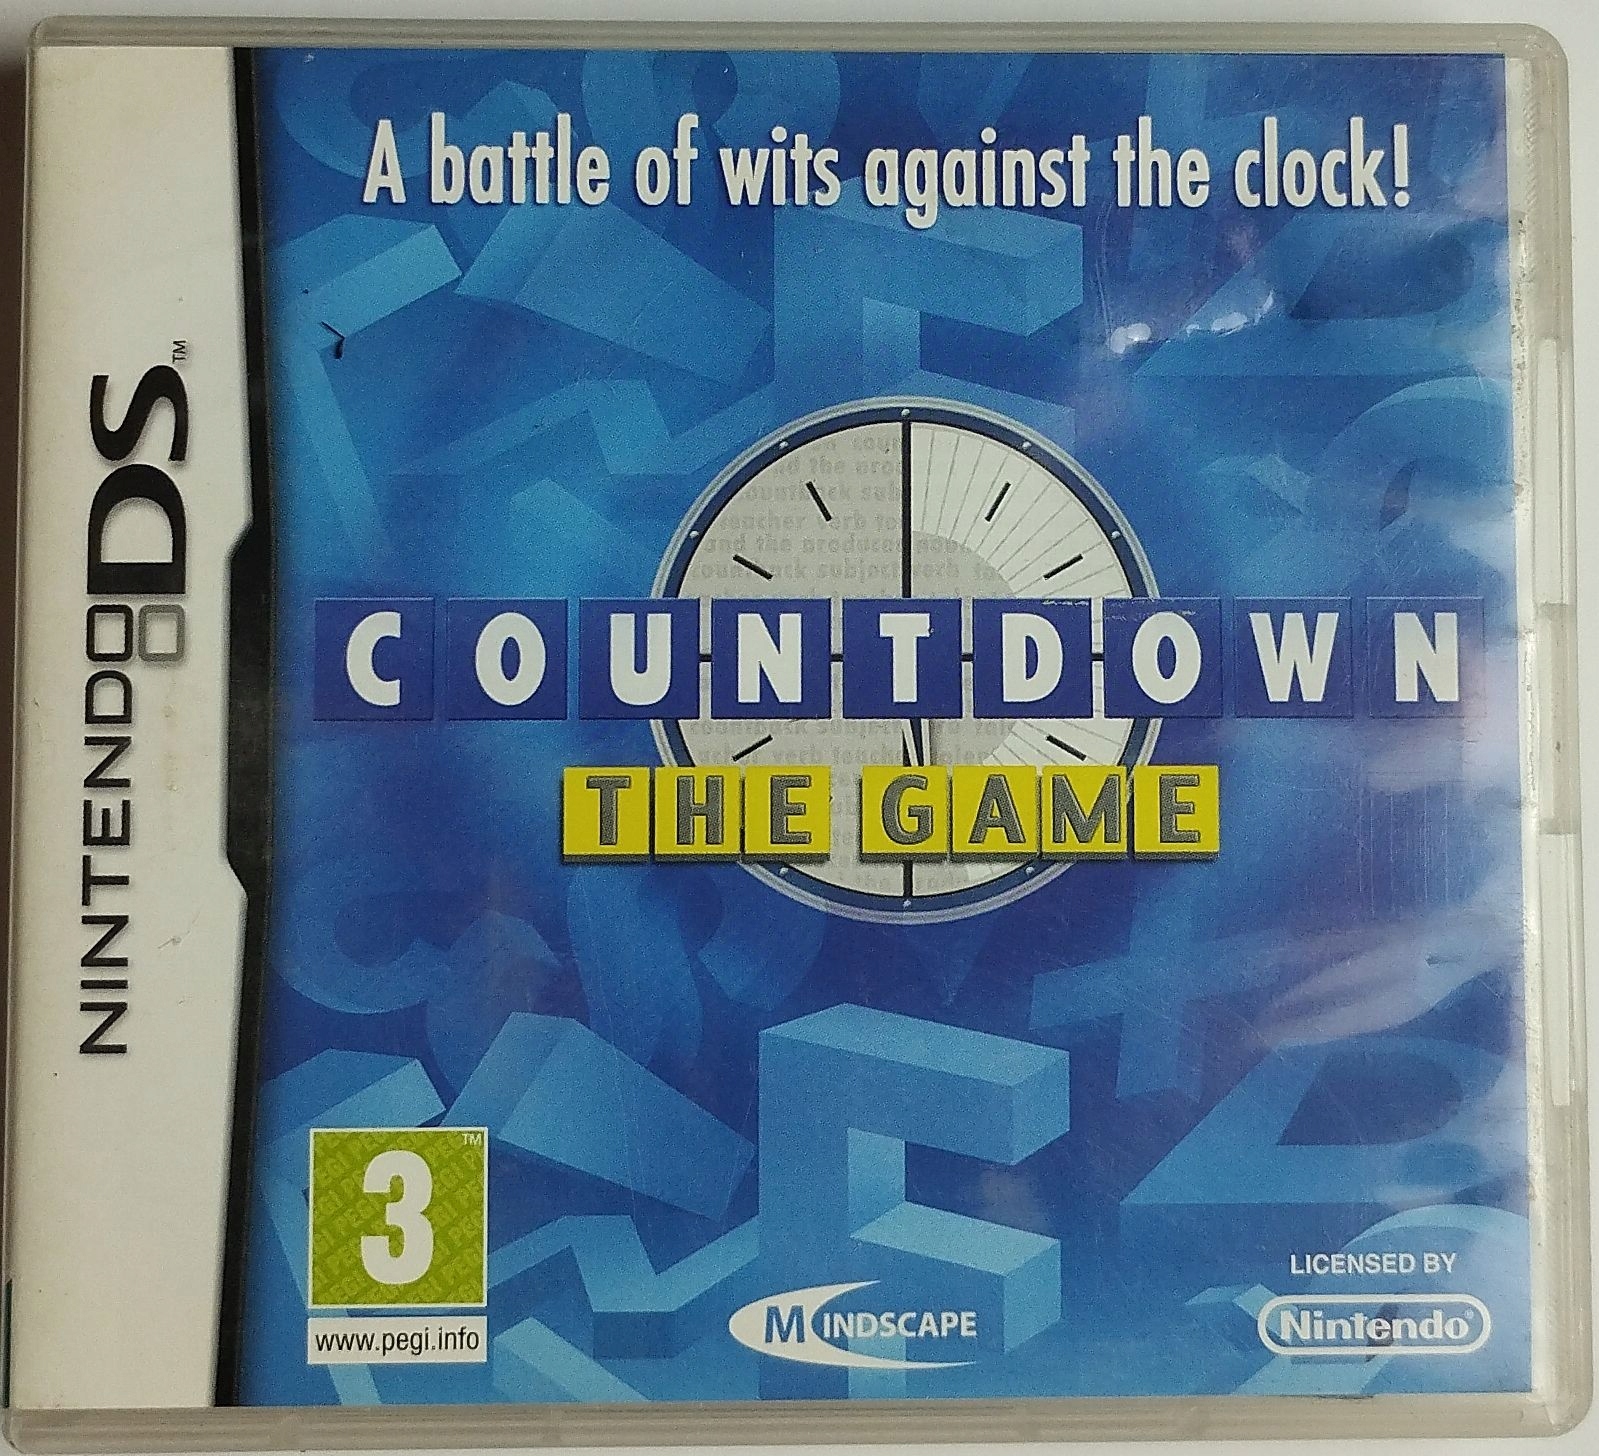 A battle of wits against the clock!
NINTENDO DS™
COUNTDOWN
THE GAME
3
TM
www.pegi.info
MINDSCAPE
LICENSED BY
Nintendo®